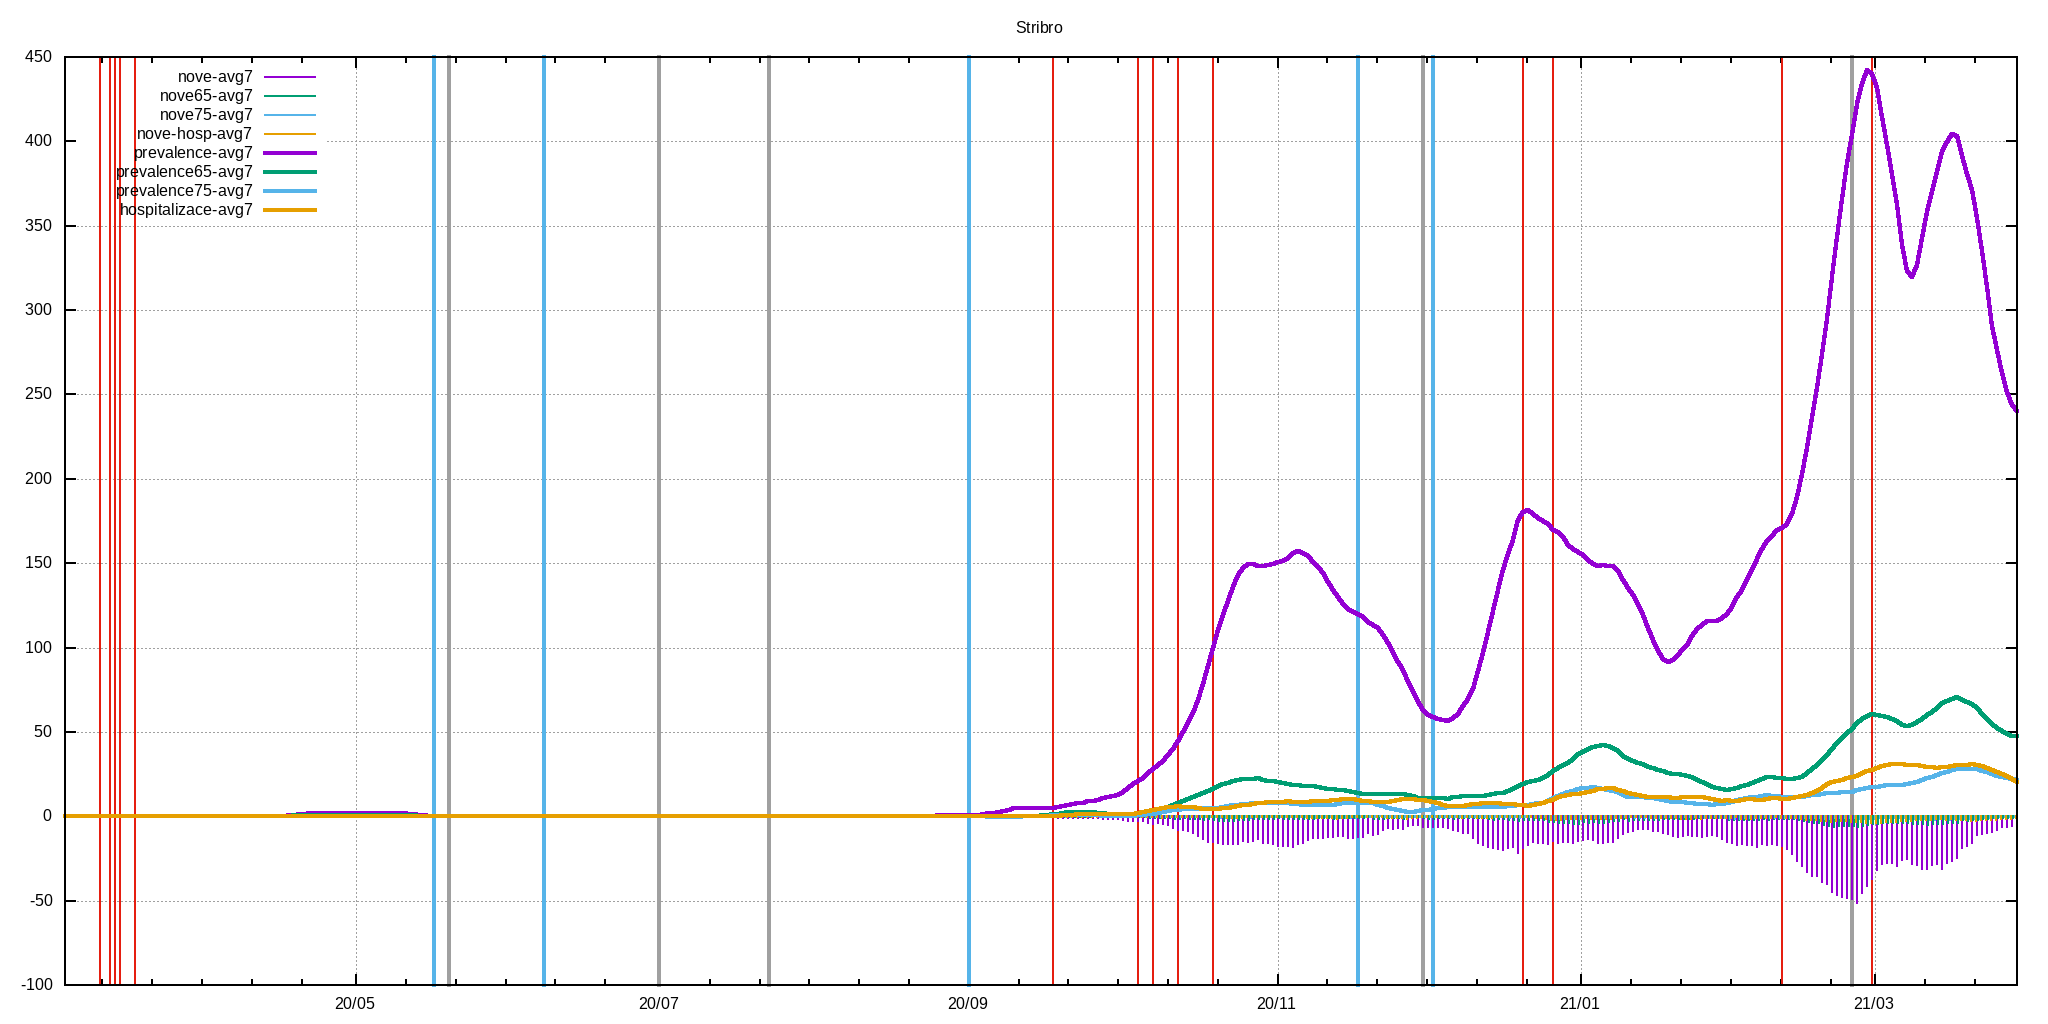 Stribro
450
400
350
300
250
200
150
100
50
0
-50
-100
nove-avg7
nove65-avg7
nove75-avg7
nove-hosp-avg7
prevalence-avg7
prevalence65-avg7
prevalence75-avg7
hospitalizace-avg7
20/05 20/07 20/09 20/11 21/01 21/03